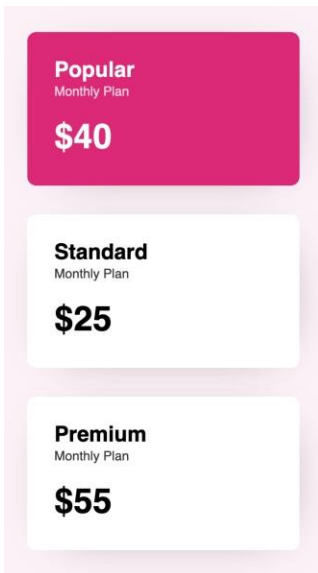 Popular
Monthly Plan
$40
Standard
Monthly Plan
$25
Premium
Monthly Plan
$55